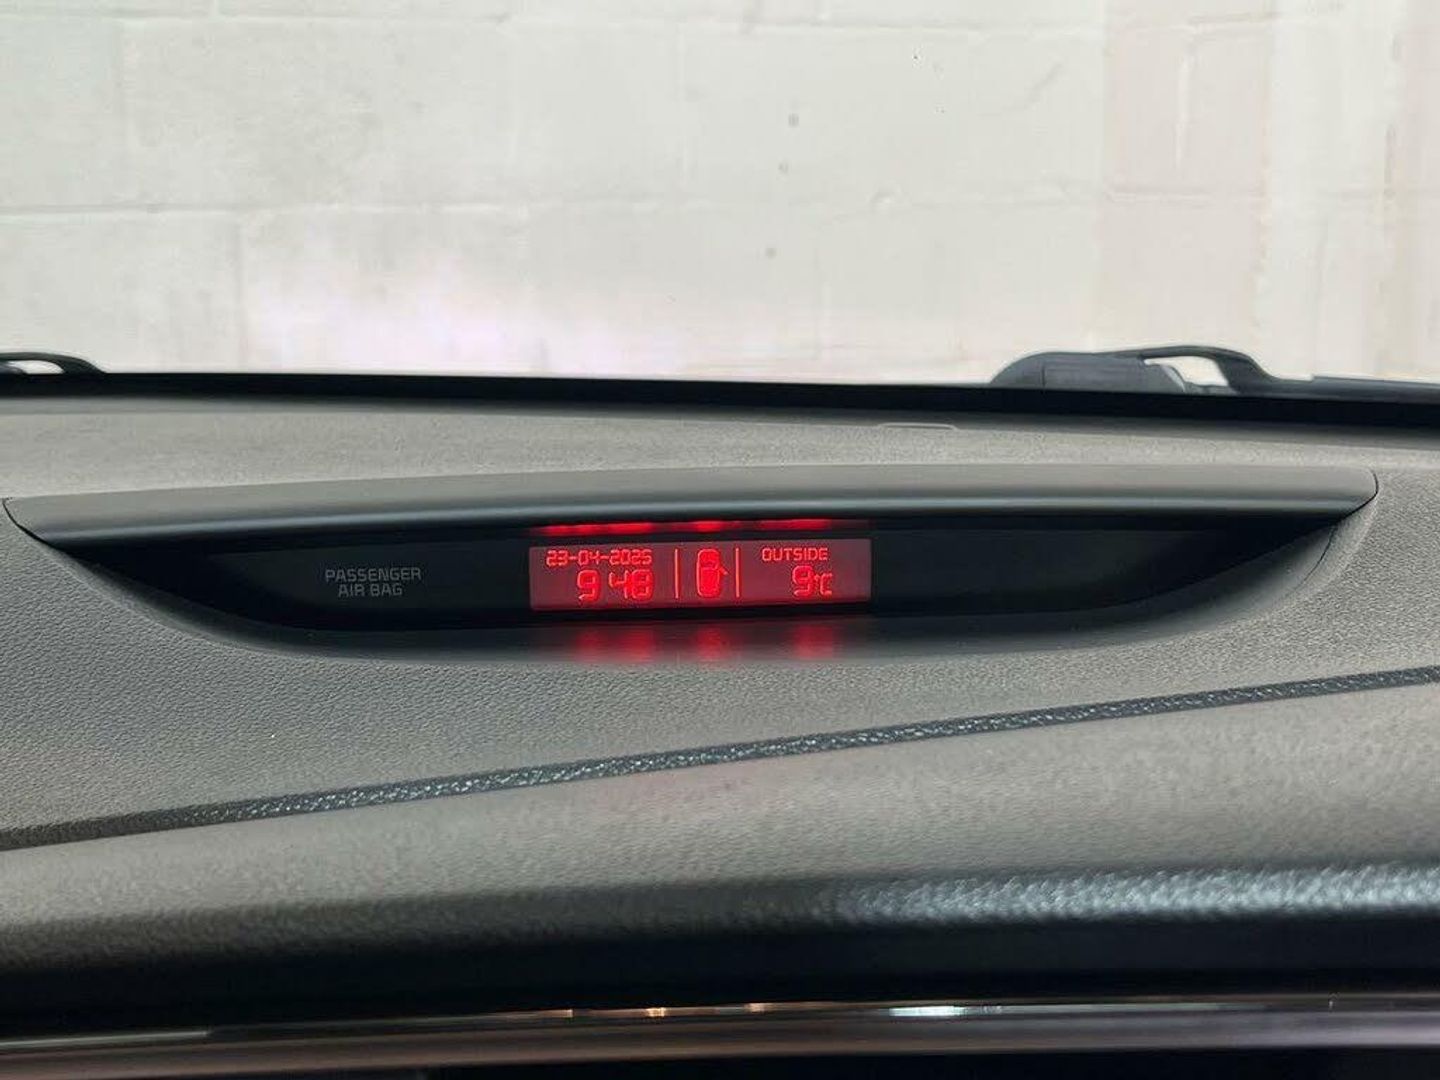 PASSENGER
AIR BAG
23-04-2025
9:48
OUTSIDE
9°C